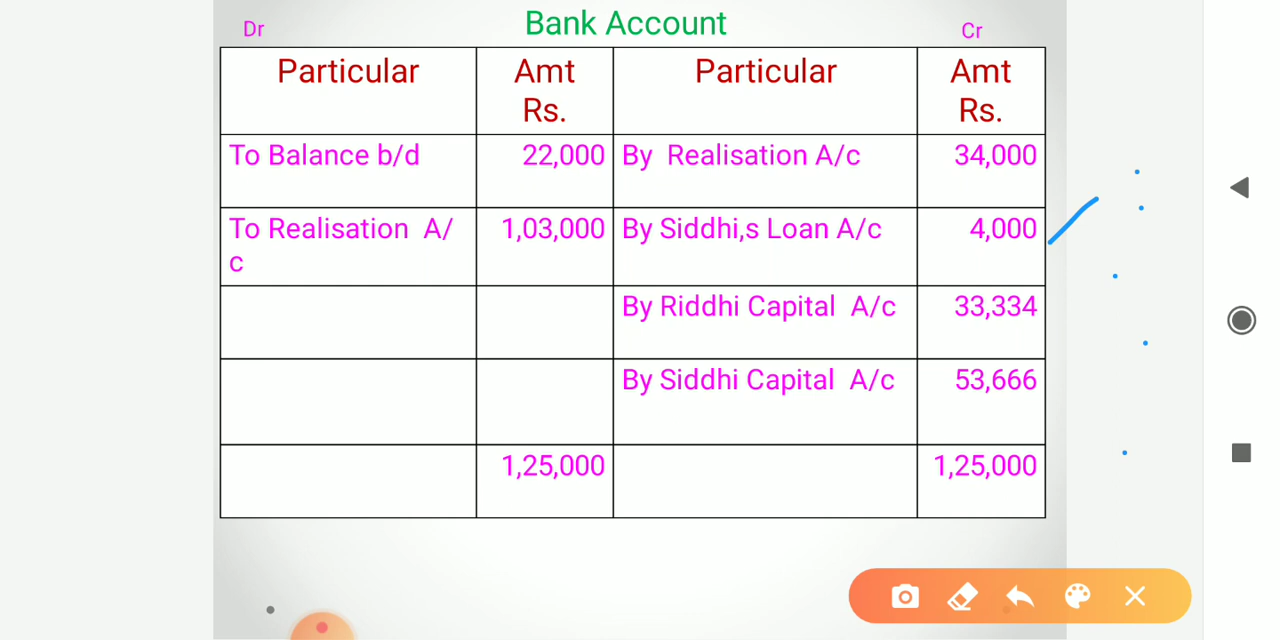 Dr
Bank Account
Cr
Particular
Amt
Rs.
Particular
Amt
Rs.
To Balance b/d
22,000
By Realisation A/c
34,000
To Realisation A/
c
1,03,000
By Siddhi,s Loan A/c
4,000
By Riddhi Capital A/c
33,334
By Siddhi Capital A/c
53,666
1,25,000
1,25,000